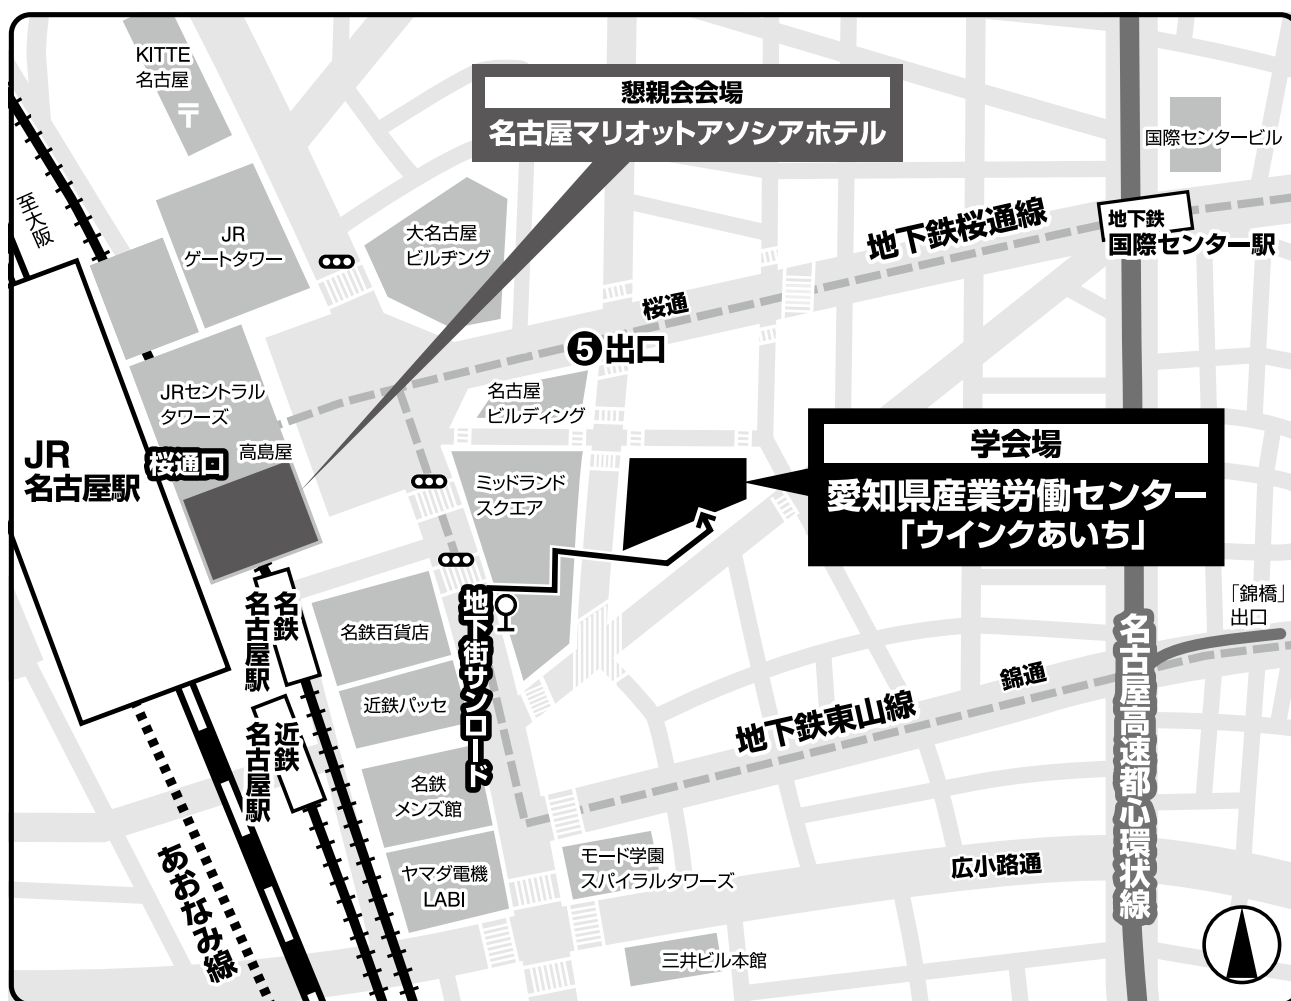 KITTE
名古屋
〒
懇親会会場
名古屋マリオットアソシアホテル
国際センタービル
至大阪
JR
ゲートタワー
大名古屋
ビルヂング
地下鉄桜通線
地下鉄
国際センター駅
桜通
❺出口
JRセントラル
タワーズ
名古屋
ビルディング
高島屋
JR
名古屋駅
桜通口
ミッドランド
スクエア
学会場
愛知県産業労働センター
「ウインクあいち」
名鉄
名古屋駅
名鉄百貨店
地下街サンロード
「錦橋」
出口
近鉄パッセ
錦通
地下鉄東山線
名古屋高速都心環状線
近鉄
名古屋駅
名鉄
メンズ館
あおなみ線
ヤマダ電機
LABI
モード学園
スパイラルタワーズ
広小路通
三井ビル本館